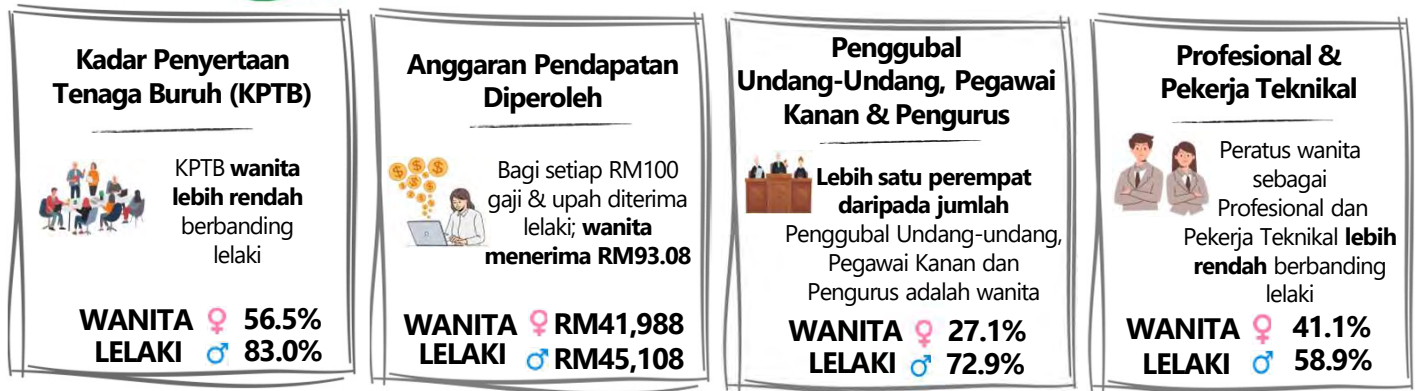 Kadar Penyertaan
Tenaga Buruh (KPTB)
KPTB wanita
lebih rendah
berbanding
lelaki
WANITA ♀ 56.5%
LELAKI ♂ 83.0%
Anggaran Pendapatan
Diperoleh
Bagi setiap RM100
gaji & upah diterima
lelaki; wanita
menerima RM93.08
WANITA ♀ RM41,988
LELAKI ♂ RM45,108
Penggubal
Undang-Undang, Pegawai
Kanan & Pengurus
Lebih satu perempat
daripada jumlah
Penggubal Undang-undang,
Pegawai Kanan dan
Pengurus adalah wanita
WANITA ♀ 27.1%
LELAKI ♂ 72.9%
Profesional &
Pekerja Teknikal
Peratus wanita
sebagai
Profesional dan
Pekerja Teknikal lebih
rendah berbanding
lelaki
WANITA ♀ 41.1%
LELAKI ♂ 58.9%